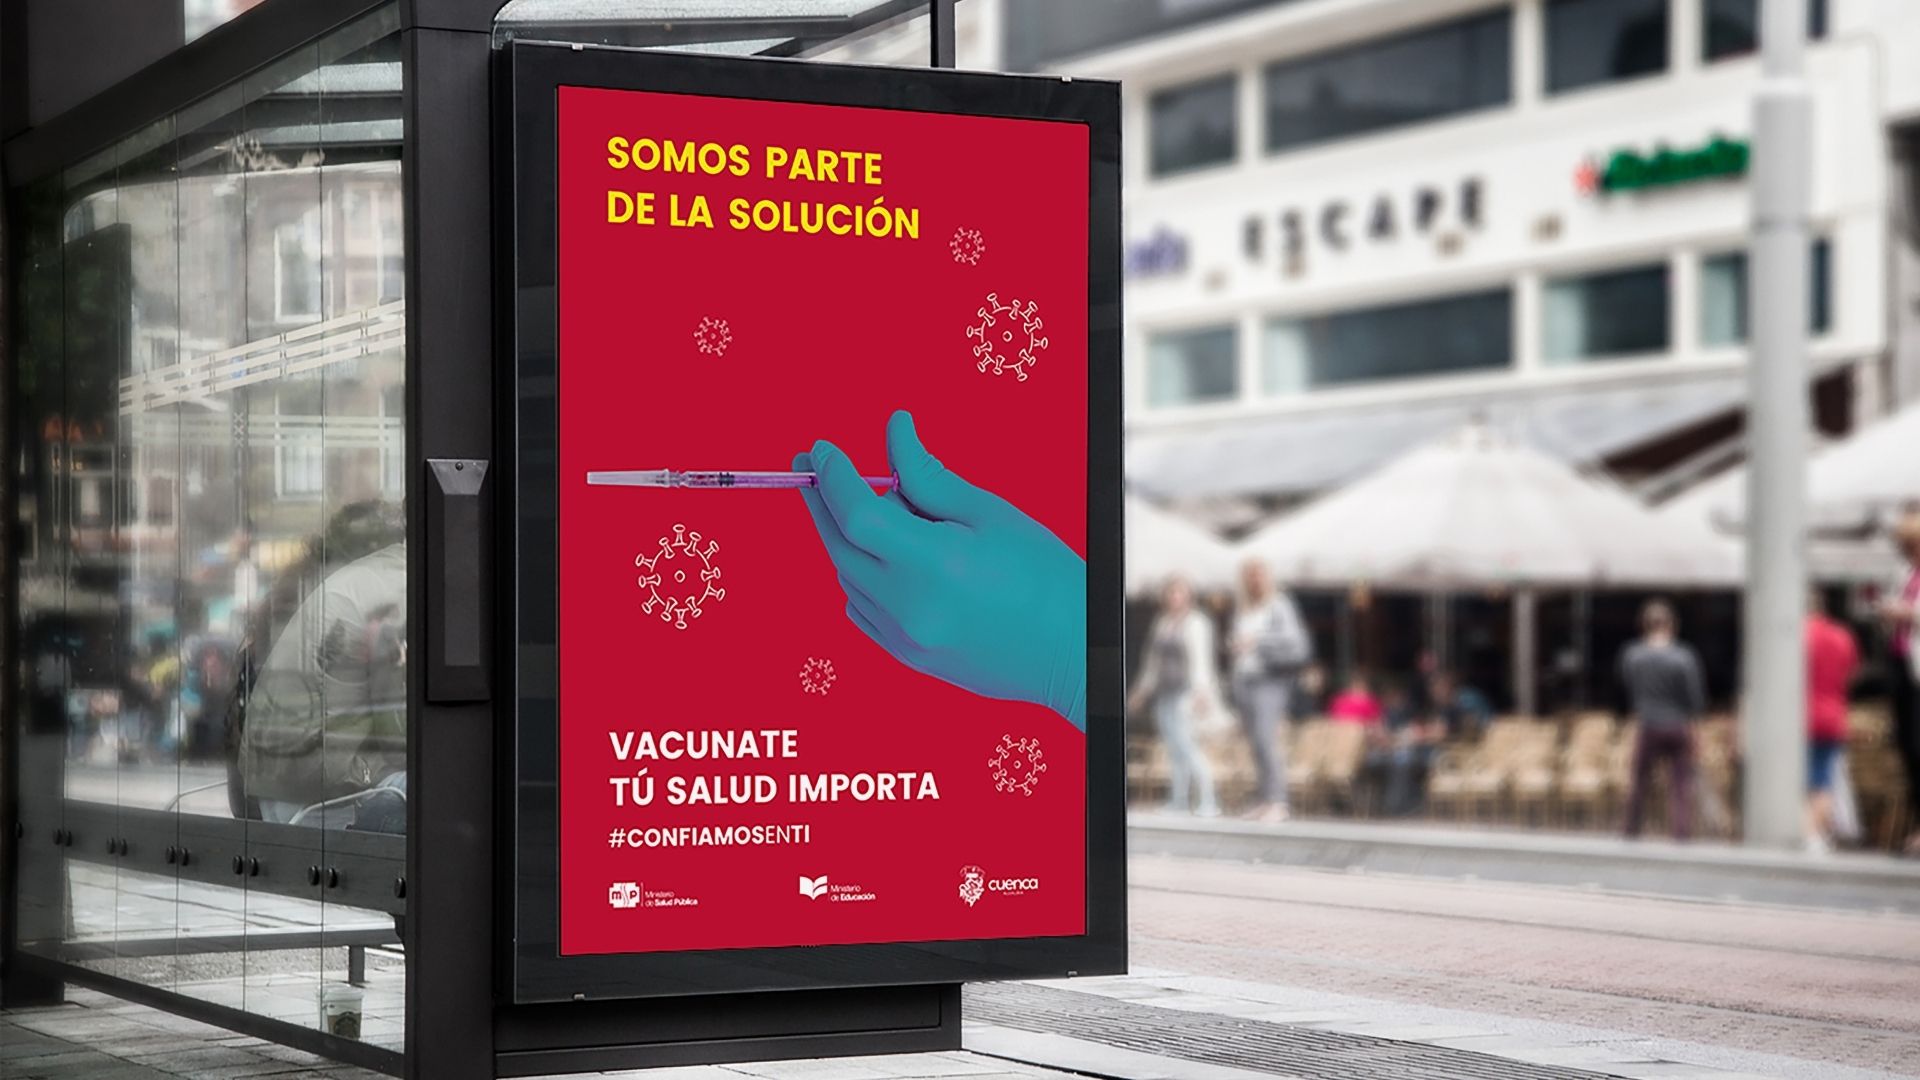 SOMOS PARTE
DE LA SOLUCIÓN
VACUNATE
TÚ SALUD IMPORTA
#CONFIAMOSENTI
msp Ministerio
de Salud Pública
Ministerio
de Educación
cuenca
ESCAPE